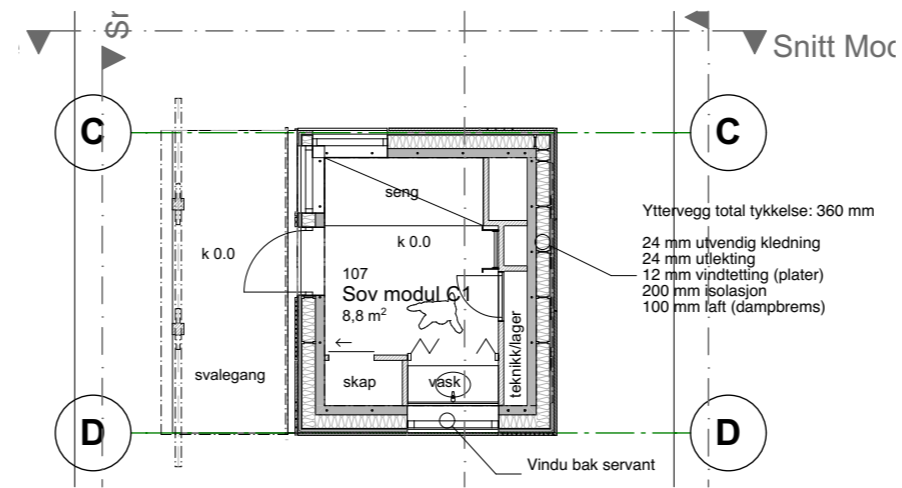 Sn
Snitt Mod
C
C
seng
Yttervegg total tykkelse: 360 mm
k 0.0
k 0.0
24 mm utvendig kledning
24 mm utlekting
12 mm vindtetting (plater)
200 mm isolasjon
100 mm laft (dampbrems)
107
Sov modul C1
8,8 m²
teknikk/lager
svalegang
skap
vask
D
D
Vindu bak servant